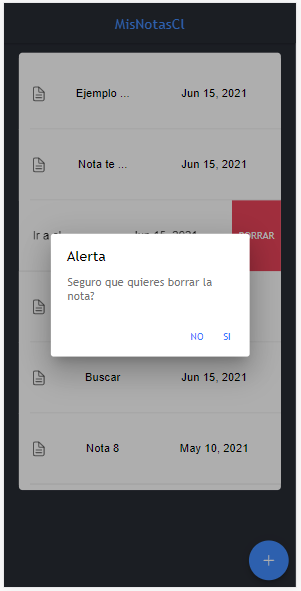 MisNotasCl
Ejemplo ... Jun 15, 2021
Nota te ... Jun 15, 2021
Ir a Jun 15, 2021 BORRAR
Alerta
Seguro que quieres borrar la
nota?
NO SI
Buscar Jun 15, 2021
Nota 8 May 10, 2021
+